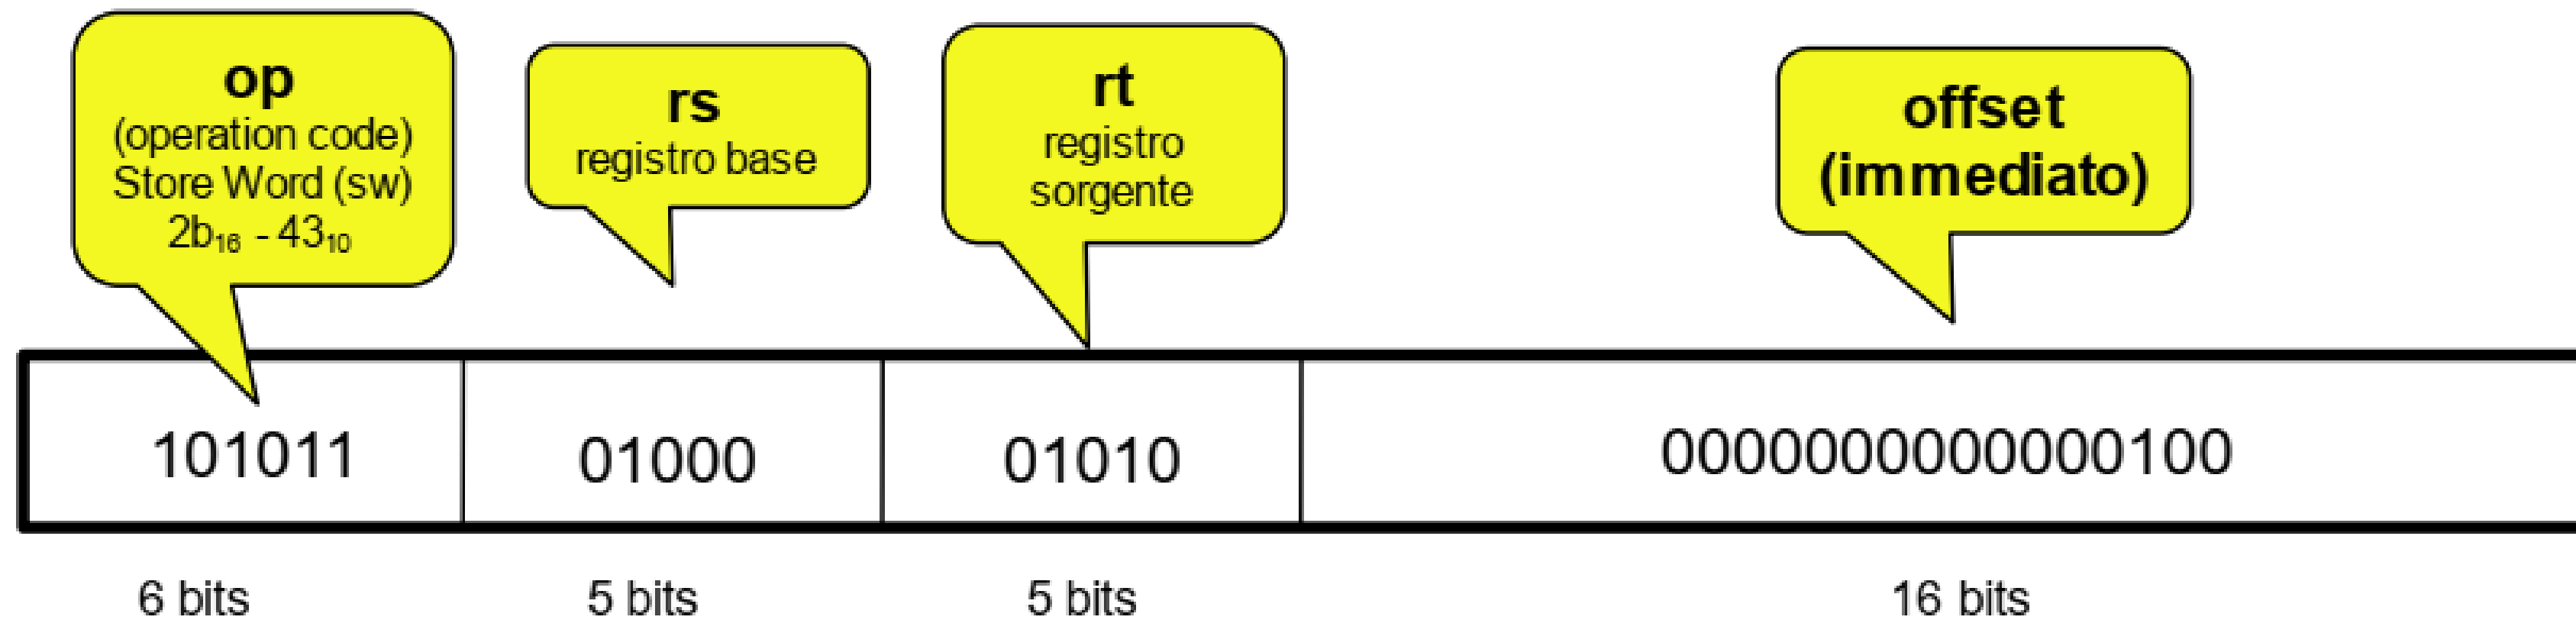 op
(operation code)
Store Word (sw)
2b₁₆ - 43₁₀
rs
registro base
rt
registro
sorgente
offset
(immediato)
101011
01000
01010
0000000000000100
6 bits
5 bits
5 bits
16 bits